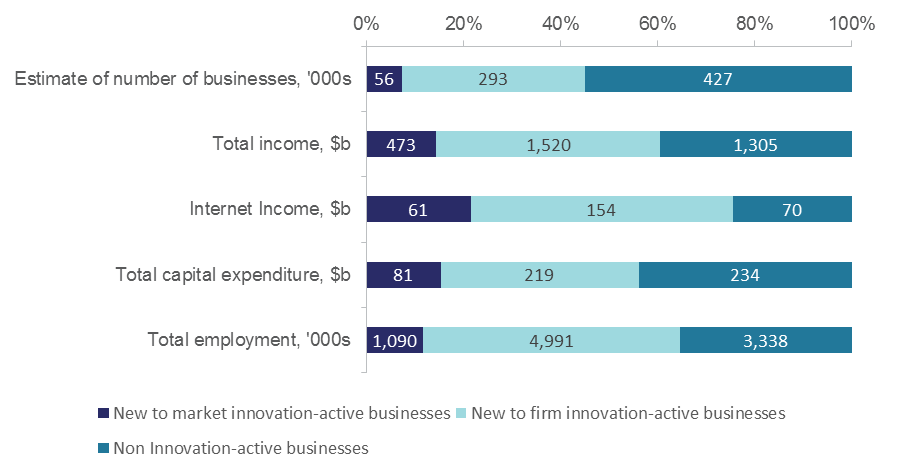 0% 20% 40% 60% 80% 100%
Estimate of number of businesses, '000s 56 293 427
Total income, $b 473 1,520 1,305
Internet Income, $b 61 154 70
Total capital expenditure, $b 81 219 234
Total employment, '000s 1,090 4,991 3,338
New to market innovation-active businesses New to firm innovation-active businesses
Non Innovation-active businesses